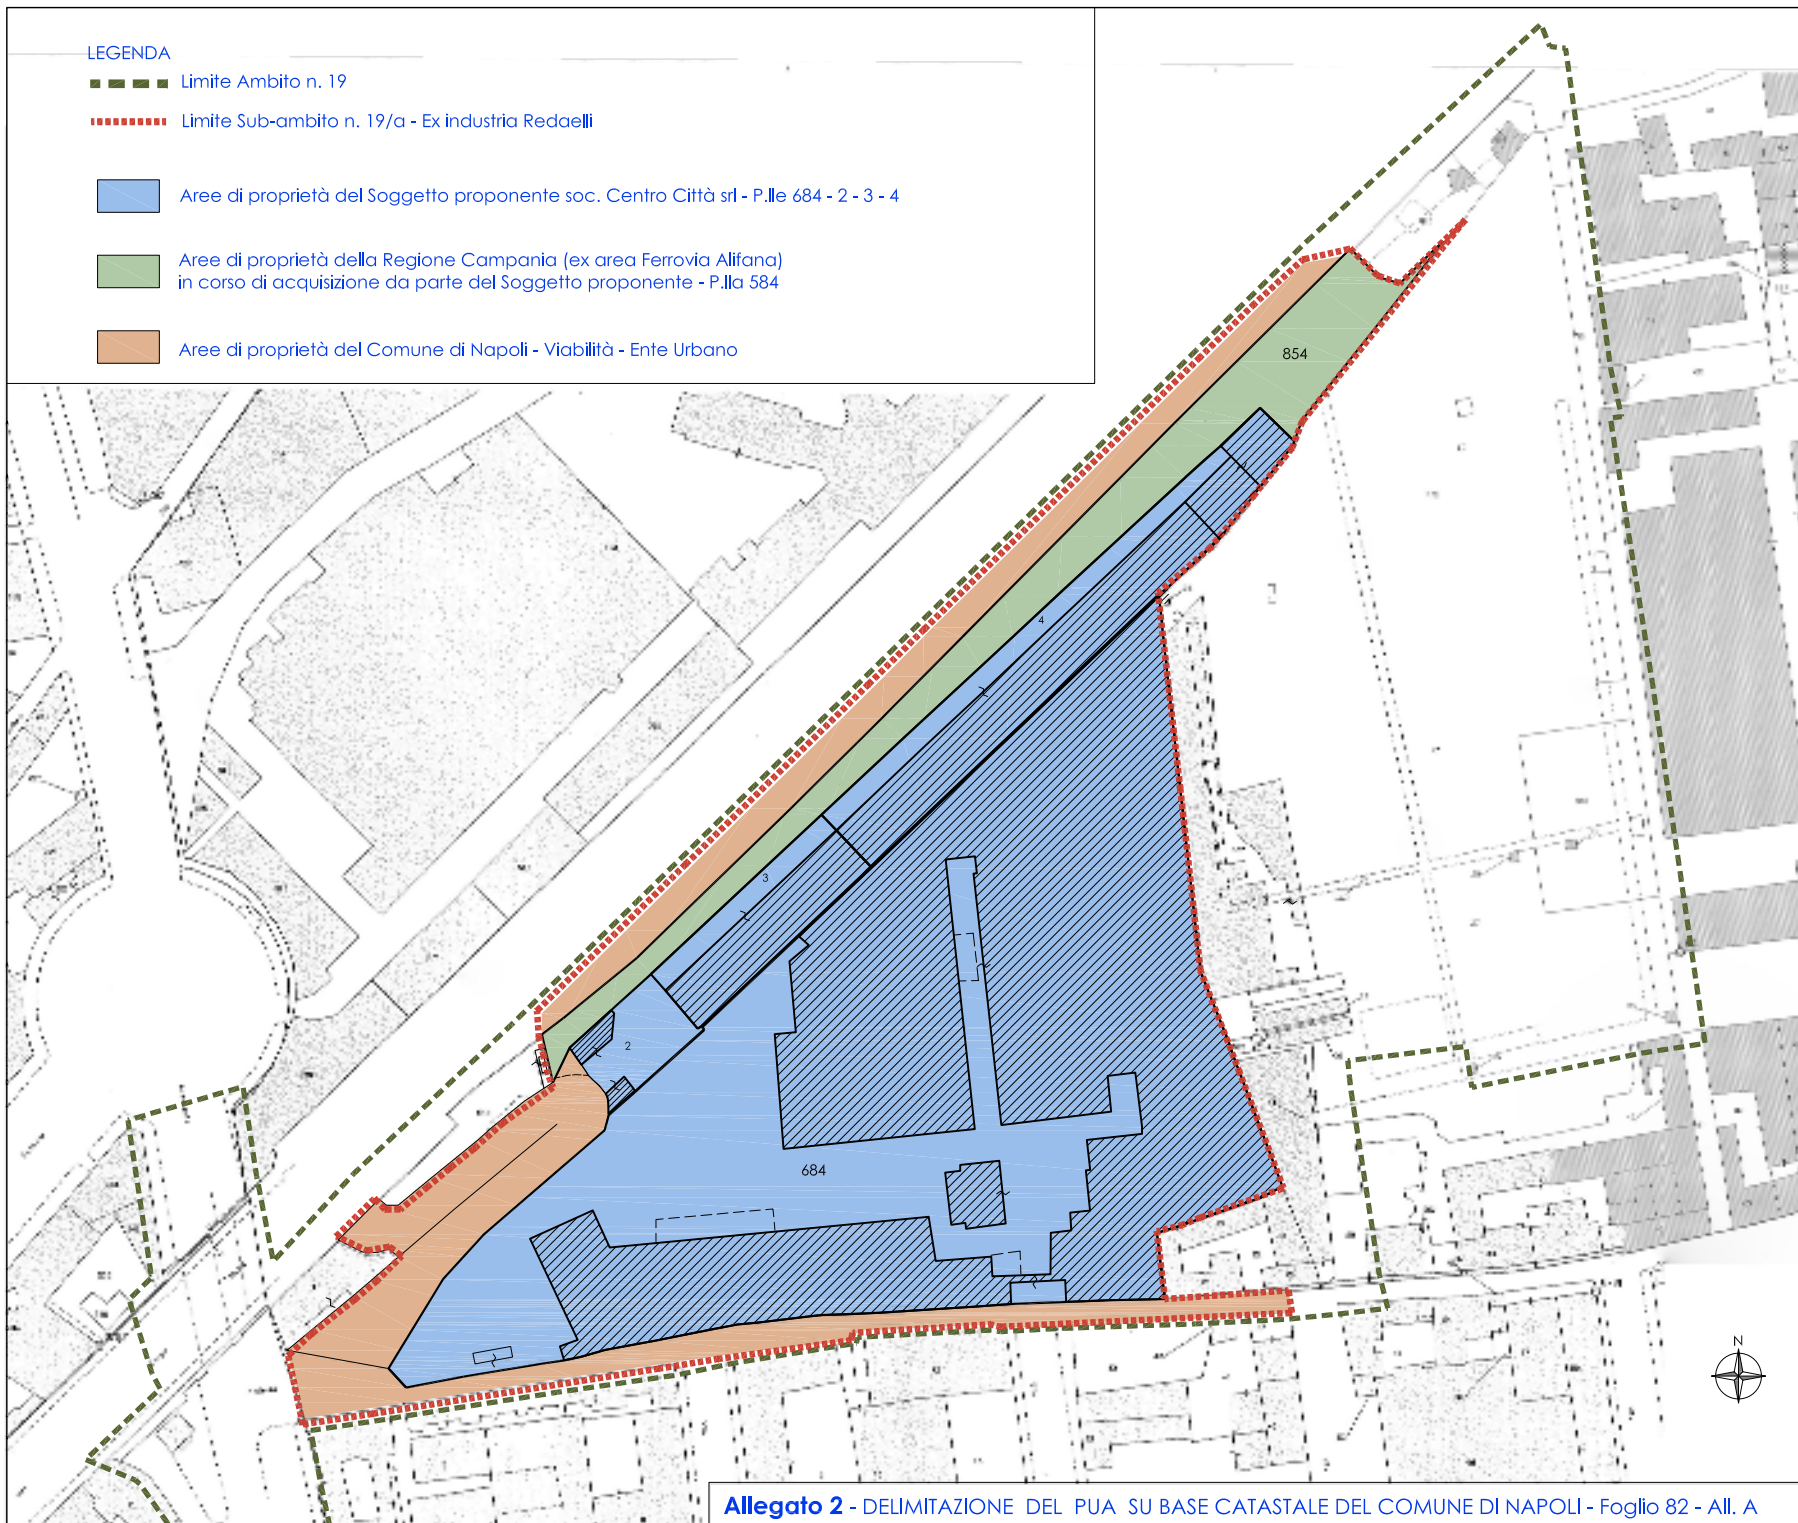 LEGENDA
Limite Ambito n. 19
Limite Sub-ambito n. 19/a - Ex industria Redaelli
Aree di proprietà del Soggetto proponente soc. Centro Città srl - P.lle 684 - 2 - 3 - 4
Aree di proprietà della Regione Campania (ex area Ferrovia Alifana)
in corso di acquisizione da parte del Soggetto proponente - P.lla 584
Aree di proprietà del Comune di Napoli - Viabilità - Ente Urbano
854
4
3
2
684
N
Allegato 2 - DELIMITAZIONE DEL PUA SU BASE CATASTALE DEL COMUNE DI NAPOLI - Foglio 82 - All. A